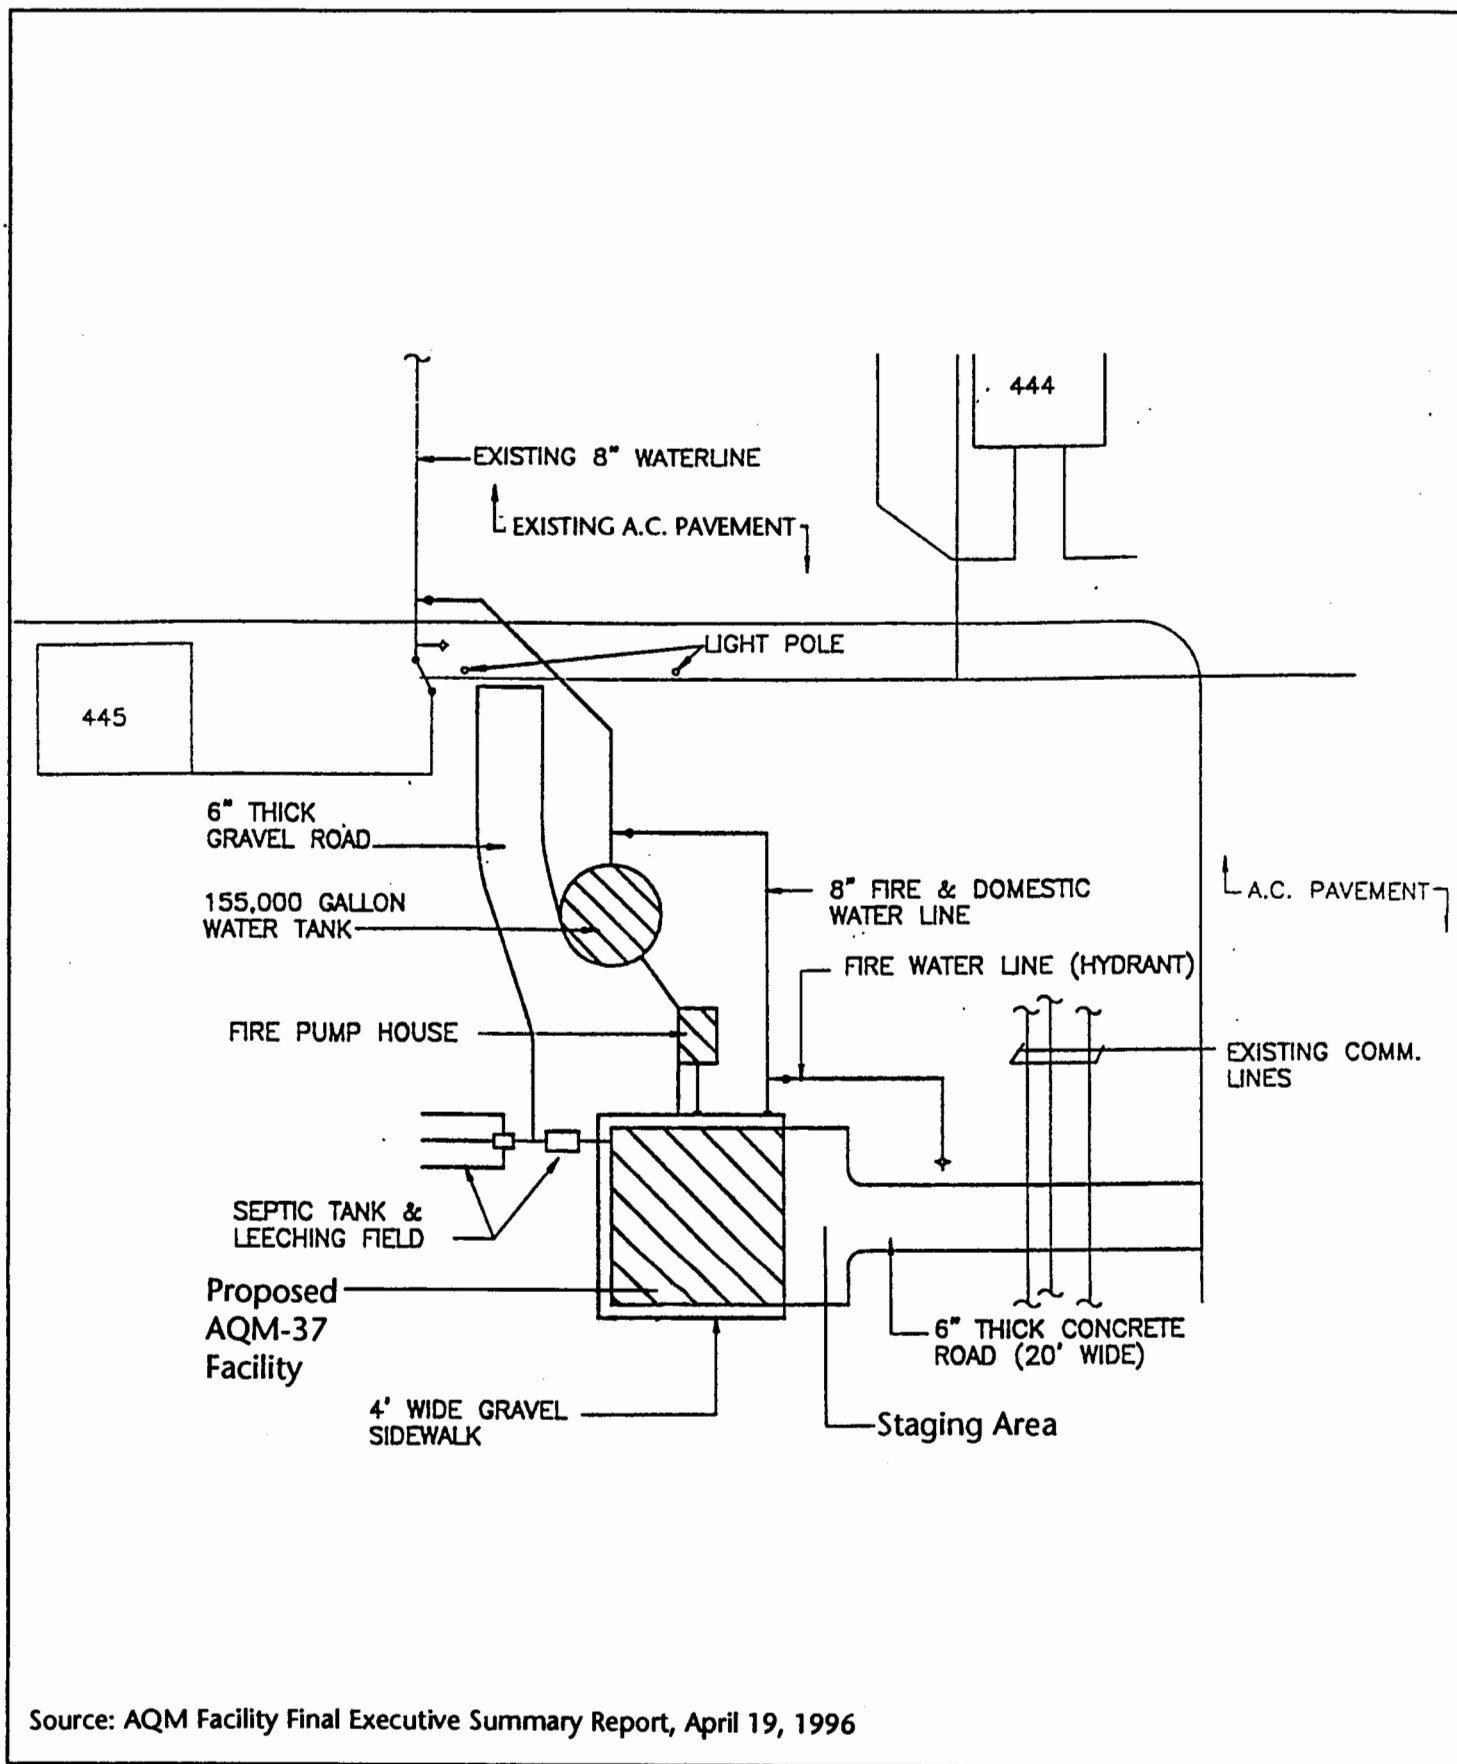 444
EXISTING 8" WATERLINE
EXISTING A.C. PAVEMENT
LIGHT POLE
445
6" THICK
GRAVEL ROAD
155,000 GALLON
WATER TANK
8" FIRE & DOMESTIC
WATER LINE
A.C. PAVEMENT
FIRE WATER LINE (HYDRANT)
FIRE PUMP HOUSE
EXISTING COMM.
LINES
SEPTIC TANK &
LEECHING FIELD
Proposed
AQM-37
Facility
6" THICK CONCRETE
ROAD (20' WIDE)
4' WIDE GRAVEL
SIDEWALK
Staging Area
Source: AQM Facility Final Executive Summary Report, April 19, 1996